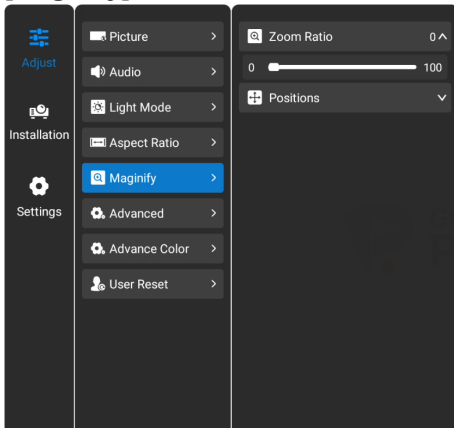 Adjust
Installation
Settings
Picture
Audio
Light Mode
Aspect Ratio
Maginify
Advanced
Advance Color
User Reset
Zoom Ratio 0
0 100
Positions